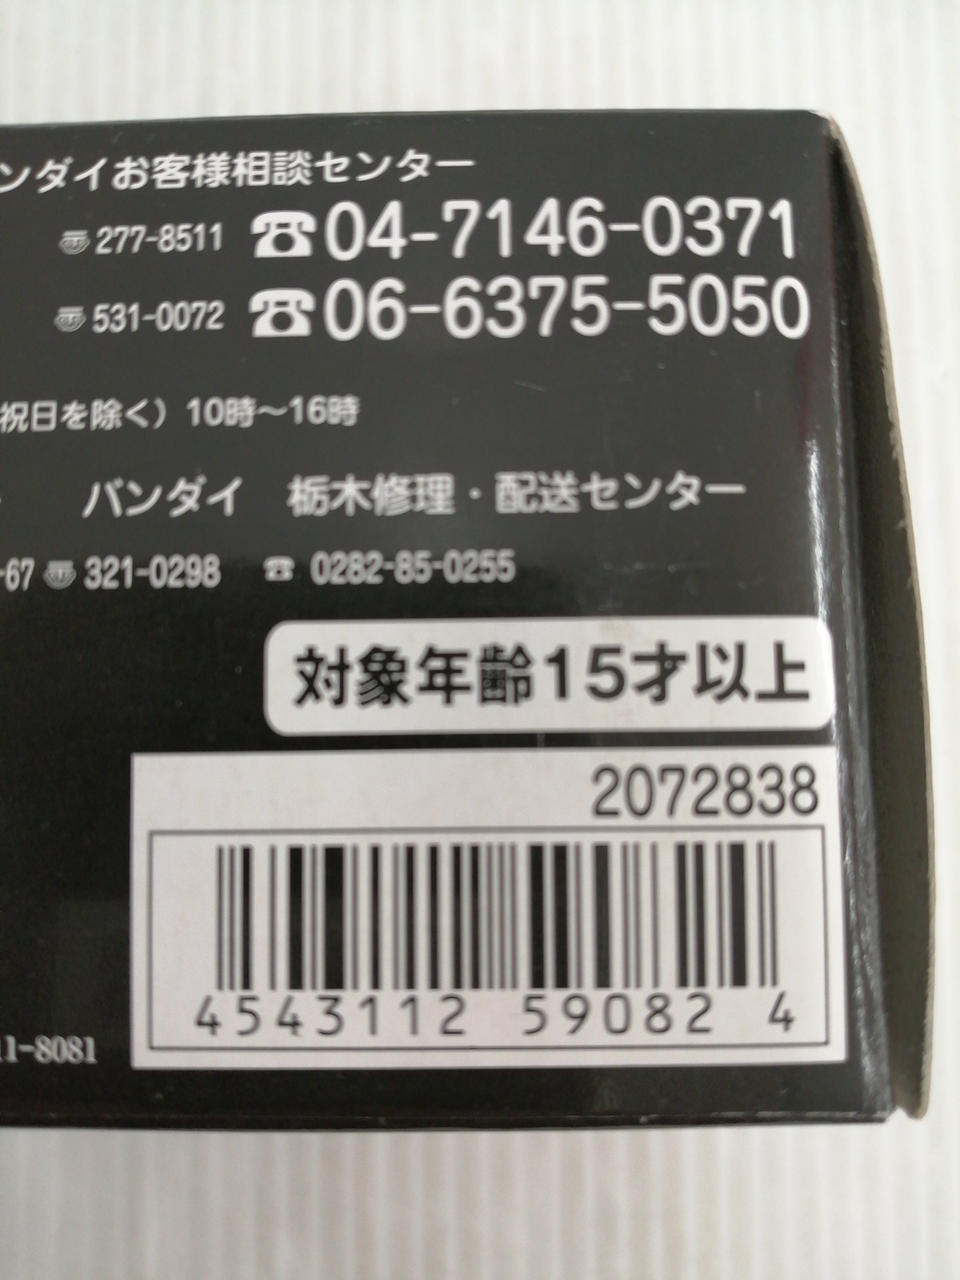 ンダイお客様相談センター
〠277-8511 ☎04-7146-0371
〠531-0072 ☎06-6375-5050
祝日を除く）10時〜16時
バンダイ 栃木修理・配送センター
-67 〠321-0298 ☎ 0282-85-0255
対象年齢15才以上
2072838
4543112 59082 4
11-8081